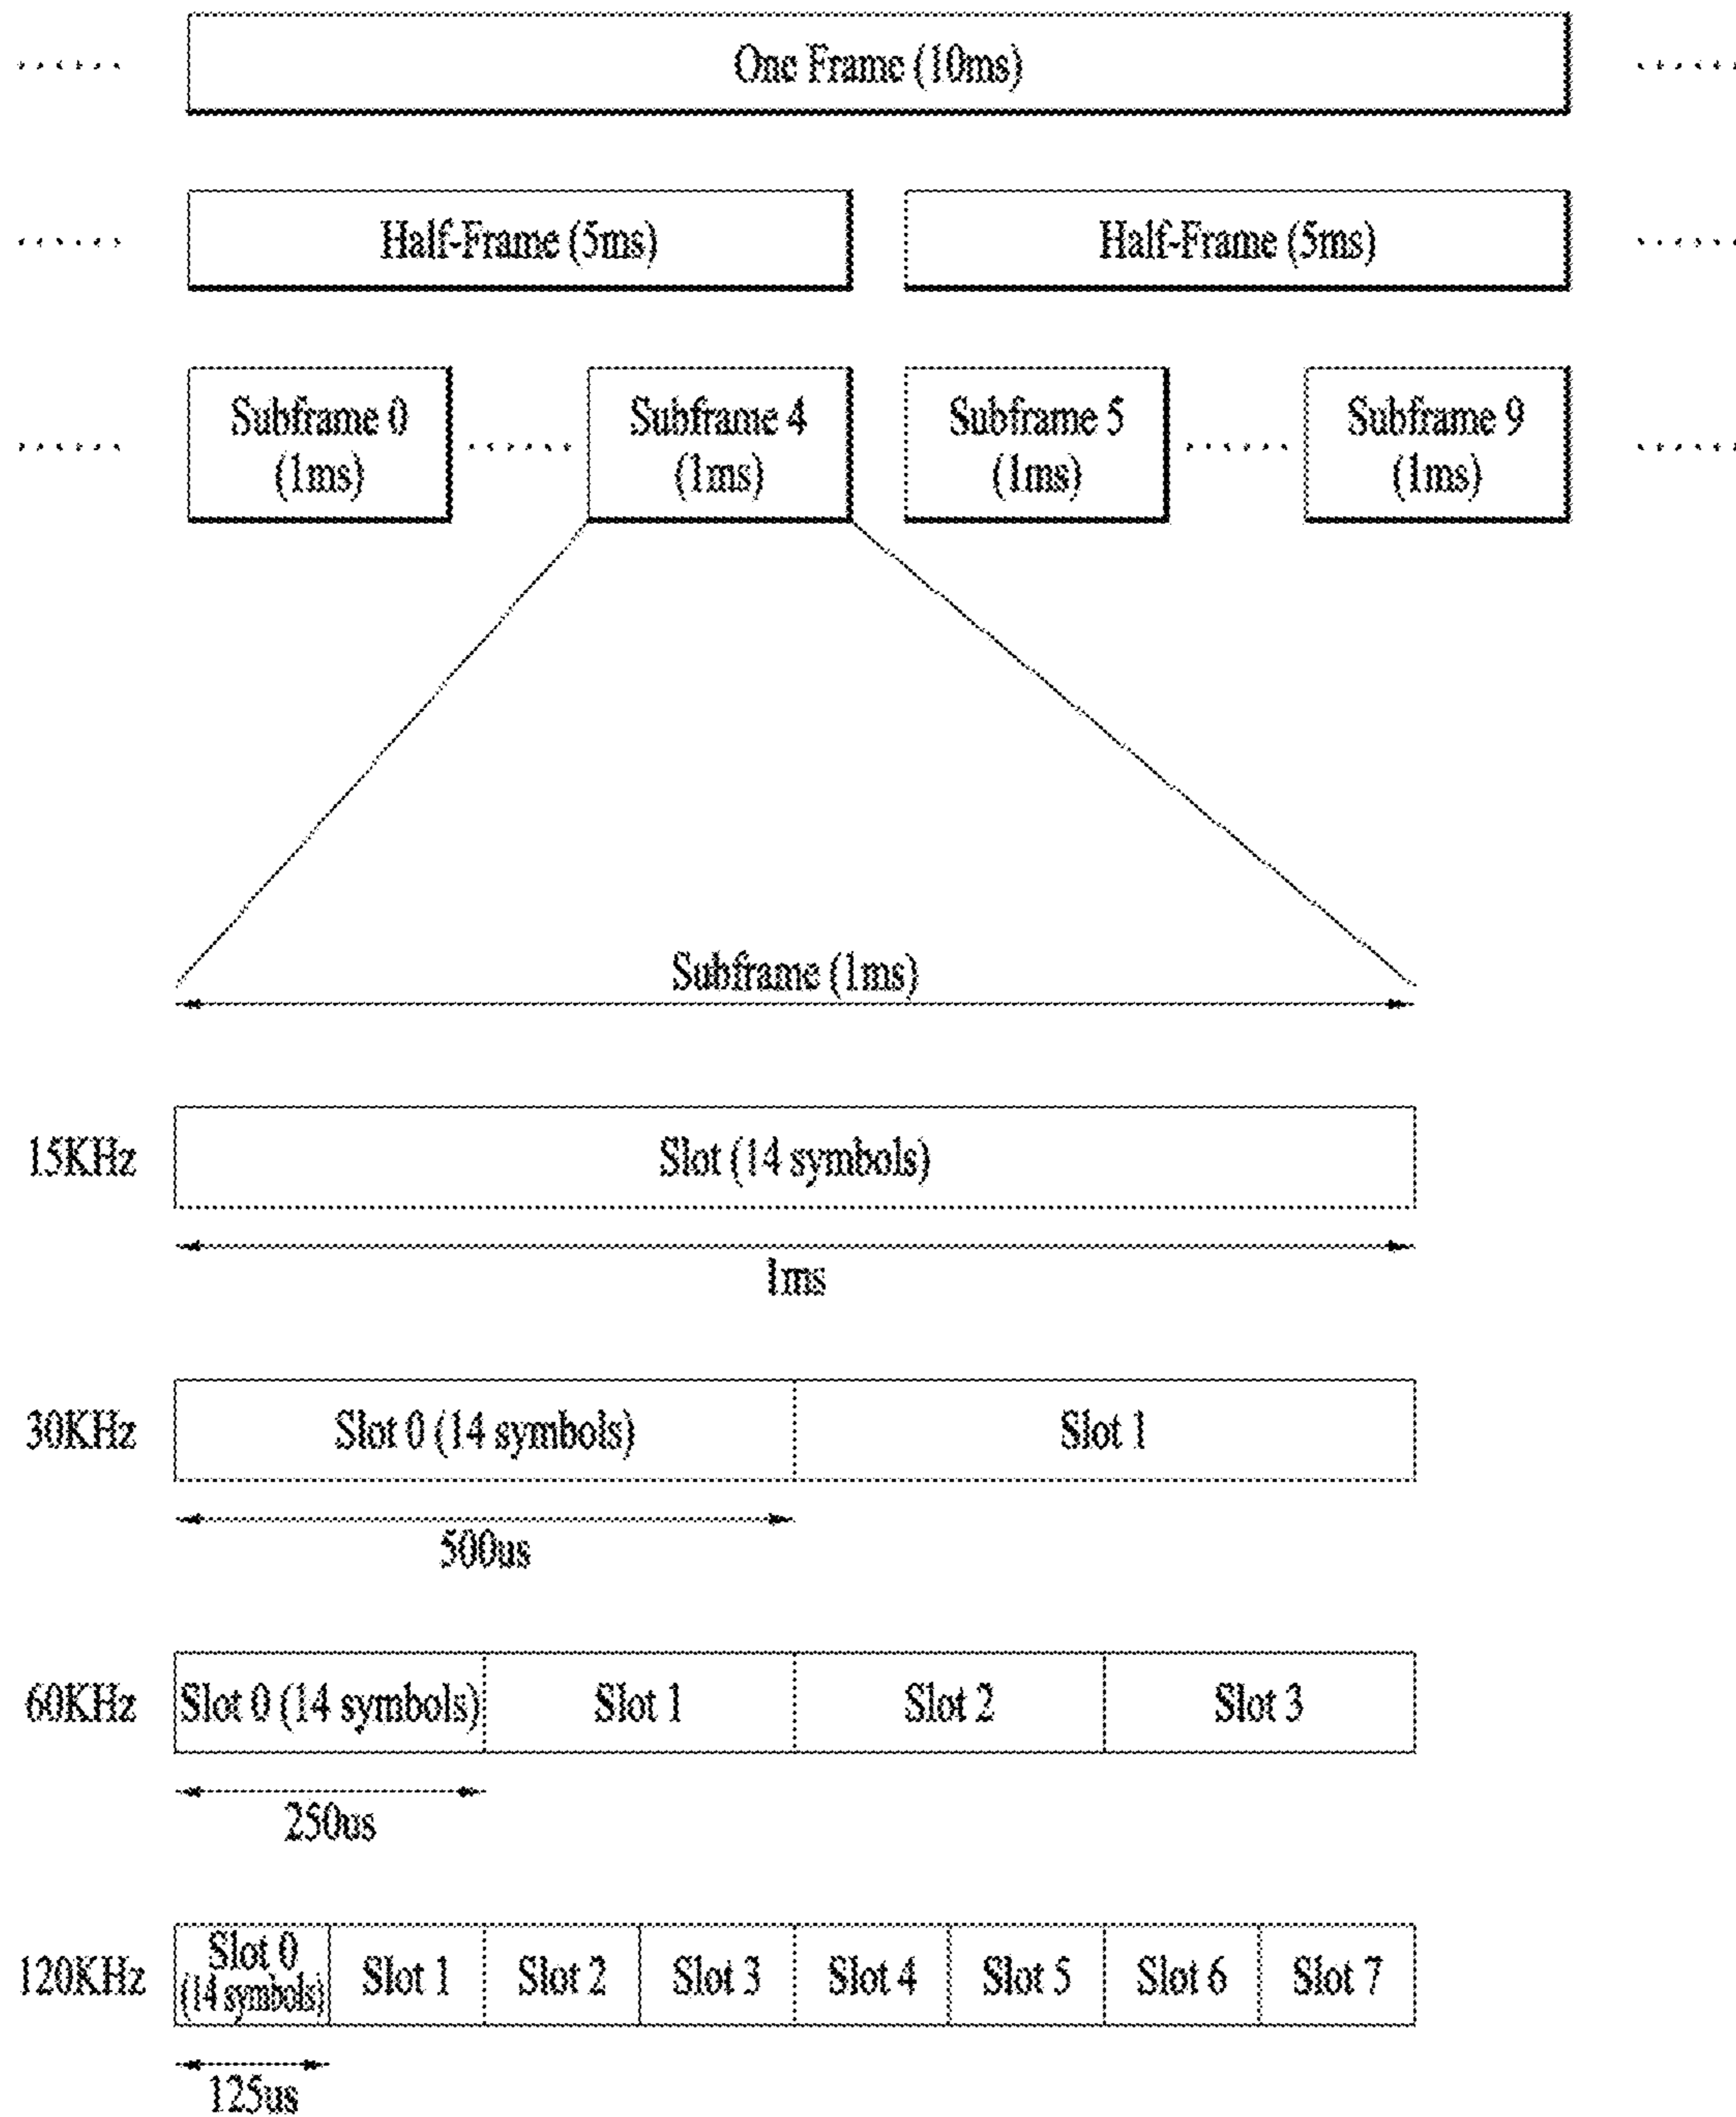 One Frame (10ms)
Half-Frame (5ms)
Half-Frame (5ms)
Subframe 0
(1ms)
Subframe 4
(1ms)
Subframe 5
(1ms)
Subframe 9
(1ms)
Subframe (1ms)
15KHz
Slot (14 symbols)
1ms
30KHz
Slot 0 (14 symbols)
Slot 1
500us
60KHz
Slot 0 (14 symbols)
Slot 1
Slot 2
Slot 3
250us
120KHz
Slot 0
(14 symbols)
Slot 1
Slot 2
Slot 3
Slot 4
Slot 5
Slot 6
Slot 7
125us